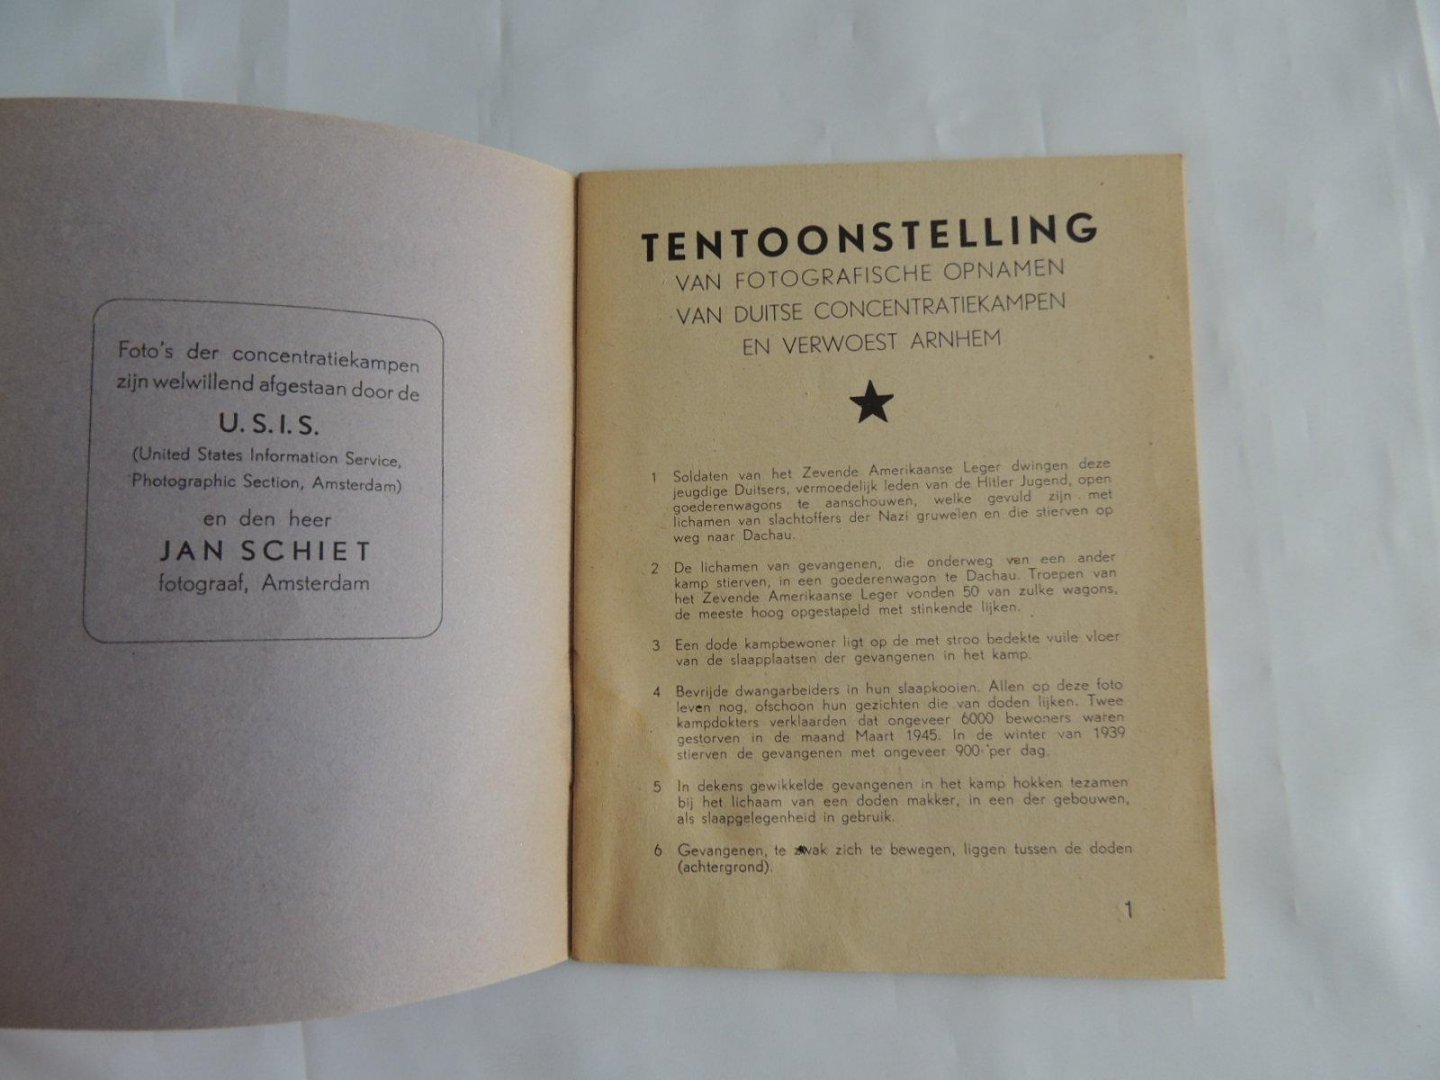 Foto's der concentratiekampen
zijn welwillend afgestaan door de
U. S. I. S.
(United States Information Service,
Photographic Section, Amsterdam)
en den heer
JAN SCHIET
fotograaf, Amsterdam
TENTOONSTELLING
VAN FOTOGRAFISCHE OPNAMEN
VAN DUITSE CONCENTRATIEKAMPEN
EN VERWOEST ARNHEM
1 Soldaten van het Zevende Amerikaanse Leger dwingen deze
jeugdige Duitsers, vermoedelijk leden van de Hitler Jugend, open
goederenwagons te aanschouwen, welke gevuld zijn met
lichamen van slachtoffers der Nazi gruwelen en die stierven op
weg naar Dachau.
2 De lichamen van gevangenen, die onderweg van een ander
kamp stierven, in een goederenwagon te Dachau. Troepen van
het Zevende Amerikaanse Leger vonden 50 van zulke wagons,
de meeste hoog opgestapeld met stinkende lijken.
3 Een dode kampbewoner ligt op de met stroo bedekte vuile vloer
van de slaapplaatsen der gevangenen in het kamp.
4 Bevrijde dwangarbeiders in hun slaapkooien. Allen op deze foto
leven nog, ofschoon hun gezichten die van doden lijken. Twee
kampdokters verklaarden dat ongeveer 6000 bewoners waren
gestorven in de maand Maart 1945. In de winter van 1939
stierven de gevangenen met ongeveer 900 per dag.
5 In dekens gewikkelde gevangenen in het kamp hokken tezamen
bij het lichaam van een doden makker, in een der gebouwen,
als slaapgelegenheid in gebruik.
6 Gevangenen, te zwak zich te bewegen, liggen tussen de doden
(achtergrond).
1